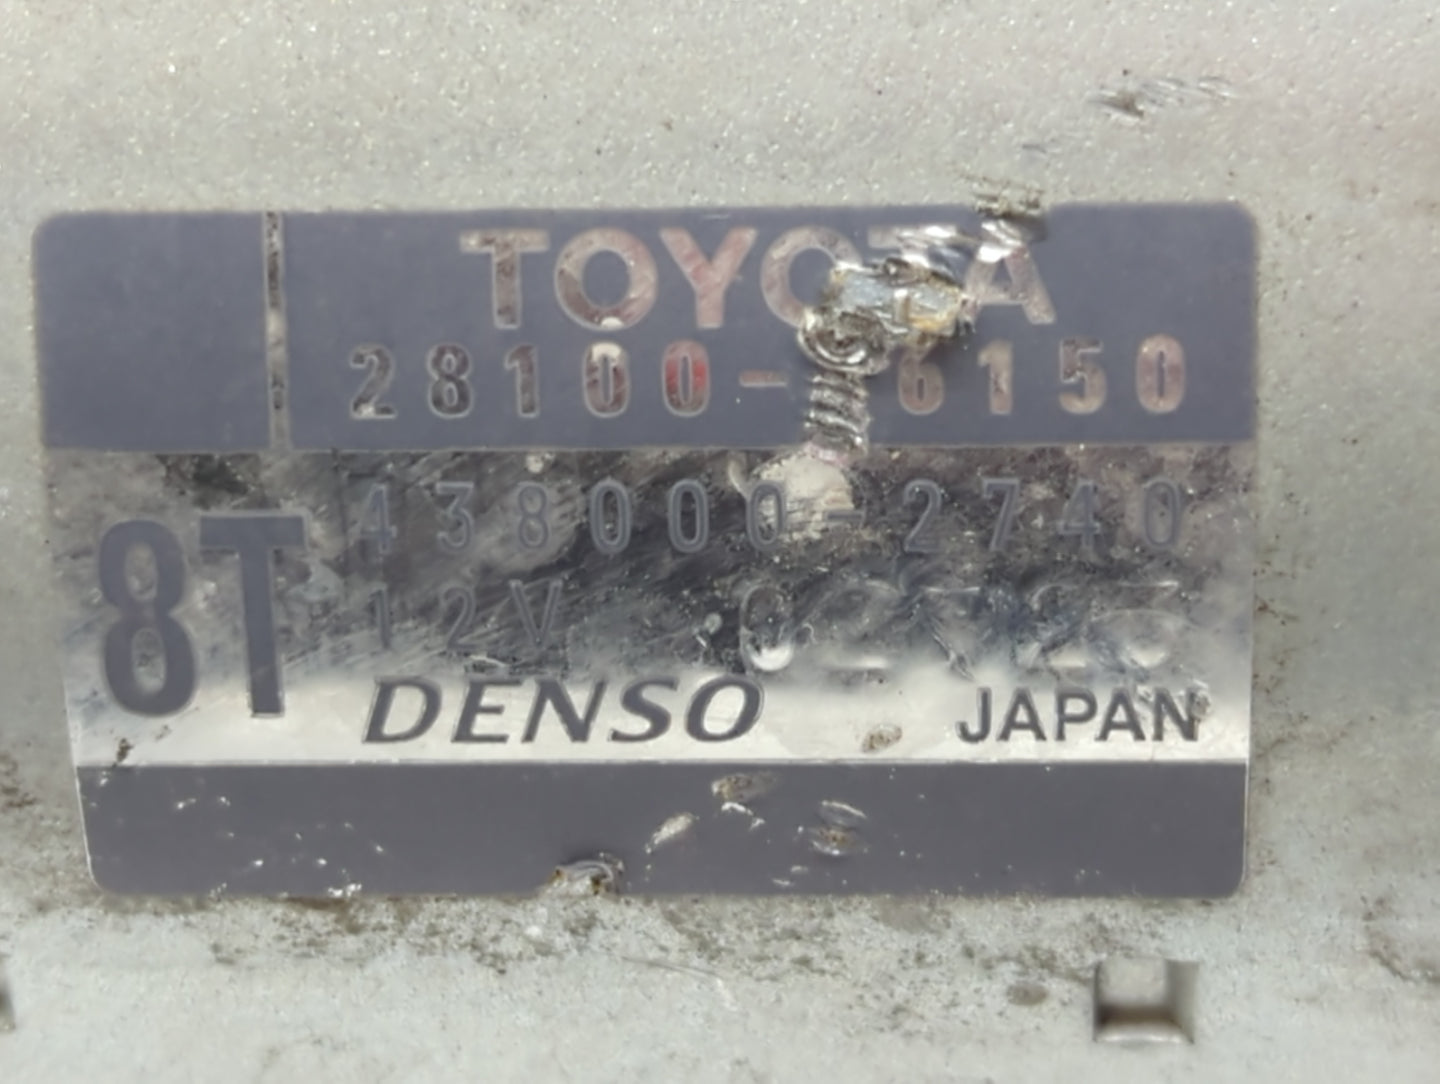 TOYOTA
28100- 6150
438000-2740
8T
12V
DENSO JAPAN